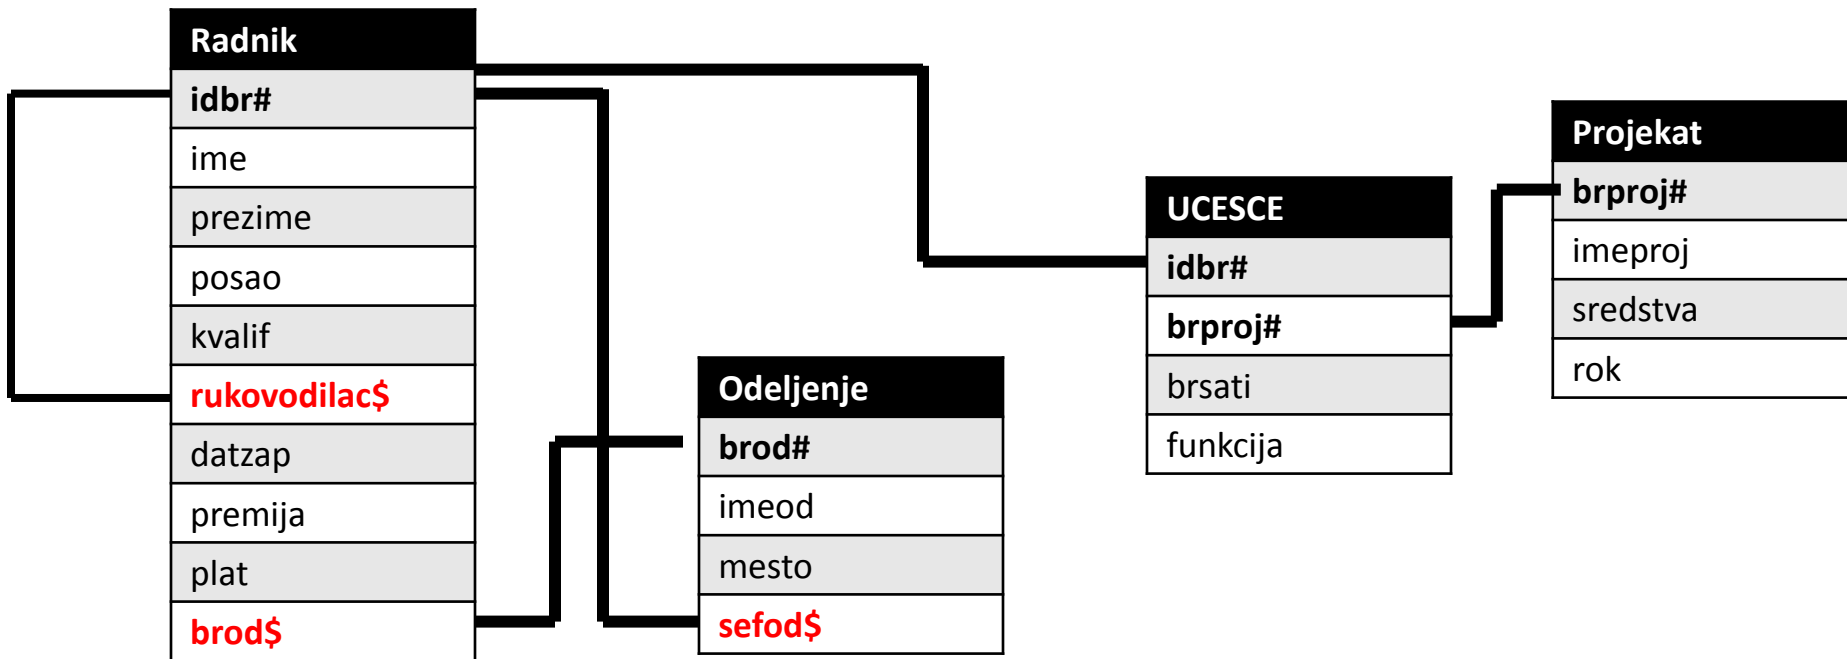 Radnik
idbr#
ime
prezime
posao
kvalif
rukovodilac$
datzap
premija
plat
brod$
Odeljenje
brod#
imeod
mesto
sefod$
UCESCE
idbr#
brproj#
brsati
funkcija
Projekat
brproj#
imeproj
sredstva
rok